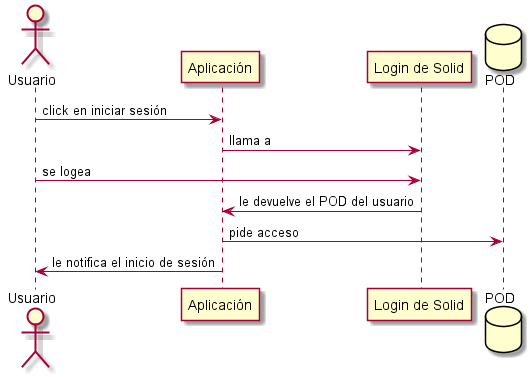 Usuario
Aplicación
Login de Solid
POD
click en iniciar sesión
llama a
se logea
le devuelve el POD del usuario
pide acceso
le notifica el inicio de sesión
Usuario
Aplicación
Login de Solid
POD